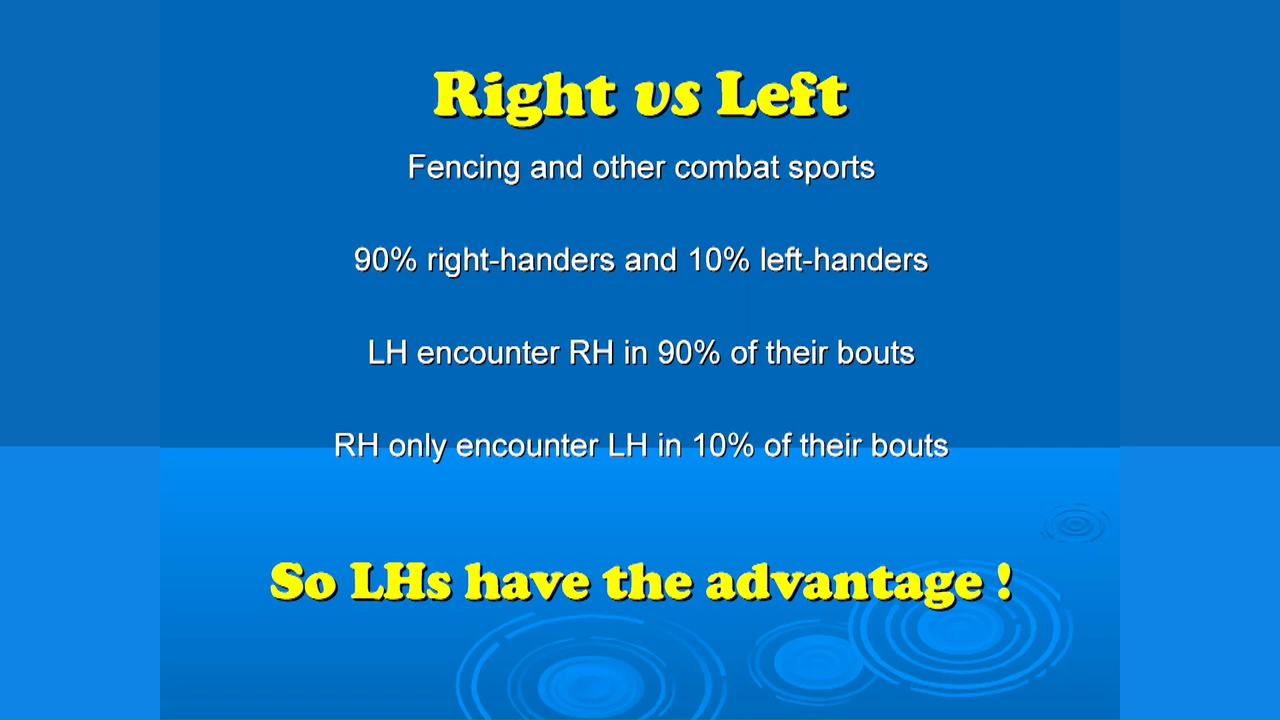 Right vs Left
Fencing and other combat sports
90% right-handers and 10% left-handers
LH encounter RH in 90% of their bouts
RH only encounter LH in 10% of their bouts
So LHs have the advantage !